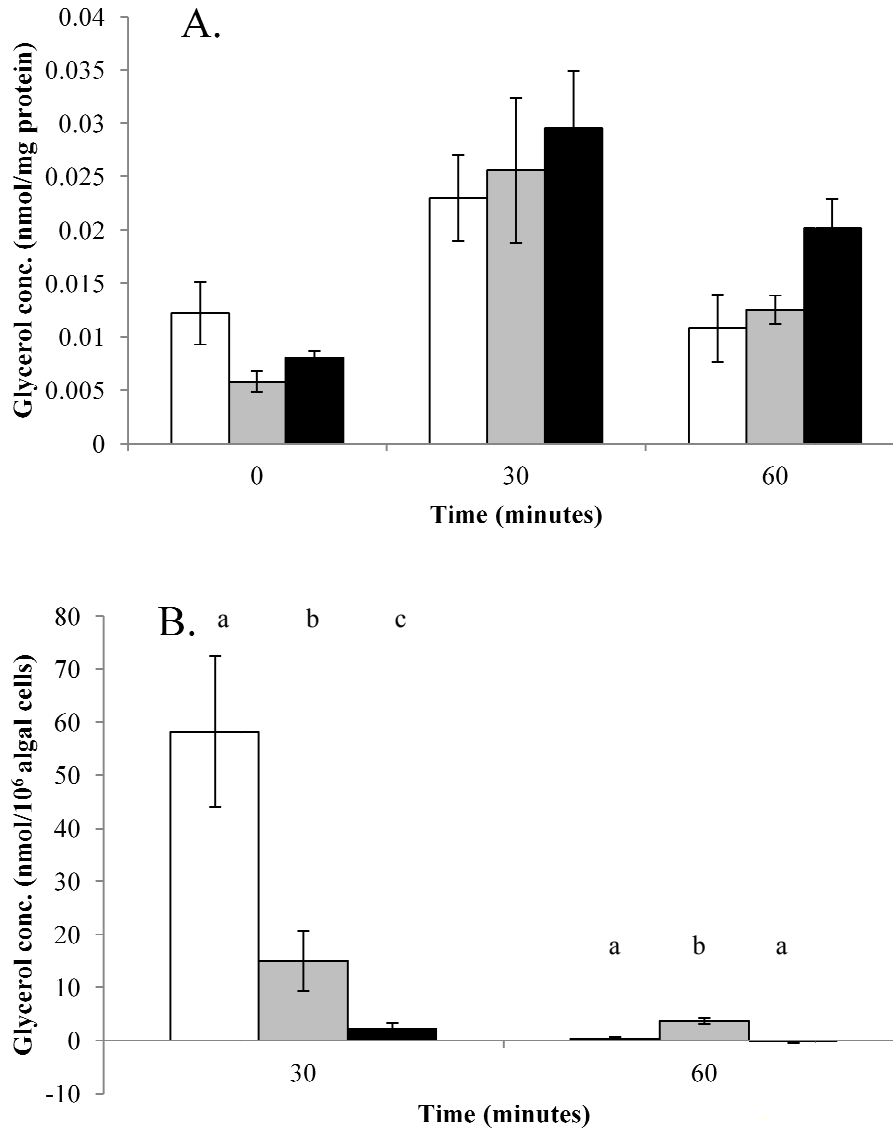 A.
Glycerol conc. (nmol/mg protein)
0.04
0.035
0.03
0.025
0.02
0.015
0.01
0.005
0
0 30 60
Time (minutes)
B. a b c
Glycerol conc. (nmol/10⁶ algal cells)
80
70
60
50
40
30
20
10
0
-10
a b a
30 60
Time (minutes)